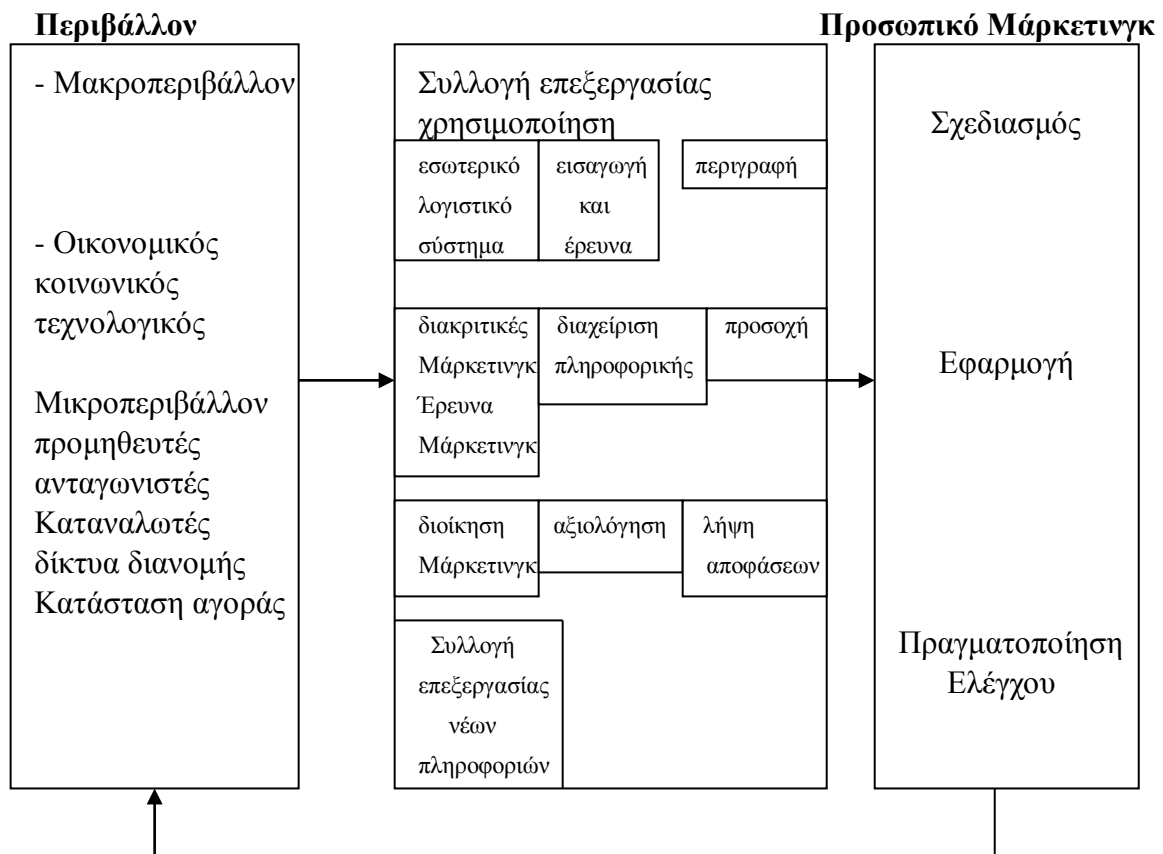 Περιβάλλον
- Μακροπεριβάλλον
- Οικονομικός
κοινωνικός
τεχνολογικός
Μικροπεριβάλλον
προμηθευτές
ανταγωνιστές
Καταναλωτές
δίκτυα διανομής
Κατάσταση αγοράς
Συλλογή επεξεργασίας
χρησιμοποίηση
εσωτερικό
λογιστικό
σύστημα
εισαγωγή
και
έρευνα
περιγραφή
διακριτικές
Μάρκετινγκ
Έρευνα
Μάρκετινγκ
διαχείριση
πληροφορικής
προσοχή
διοίκηση
Μάρκετινγκ
αξιολόγηση
λήψη
αποφάσεων
Συλλογή
επεξεργασίας
νέων
πληροφοριών
Προσωπικό Μάρκετινγκ
Σχεδιασμός
Εφαρμογή
Πραγματοποίηση
Ελέγχου